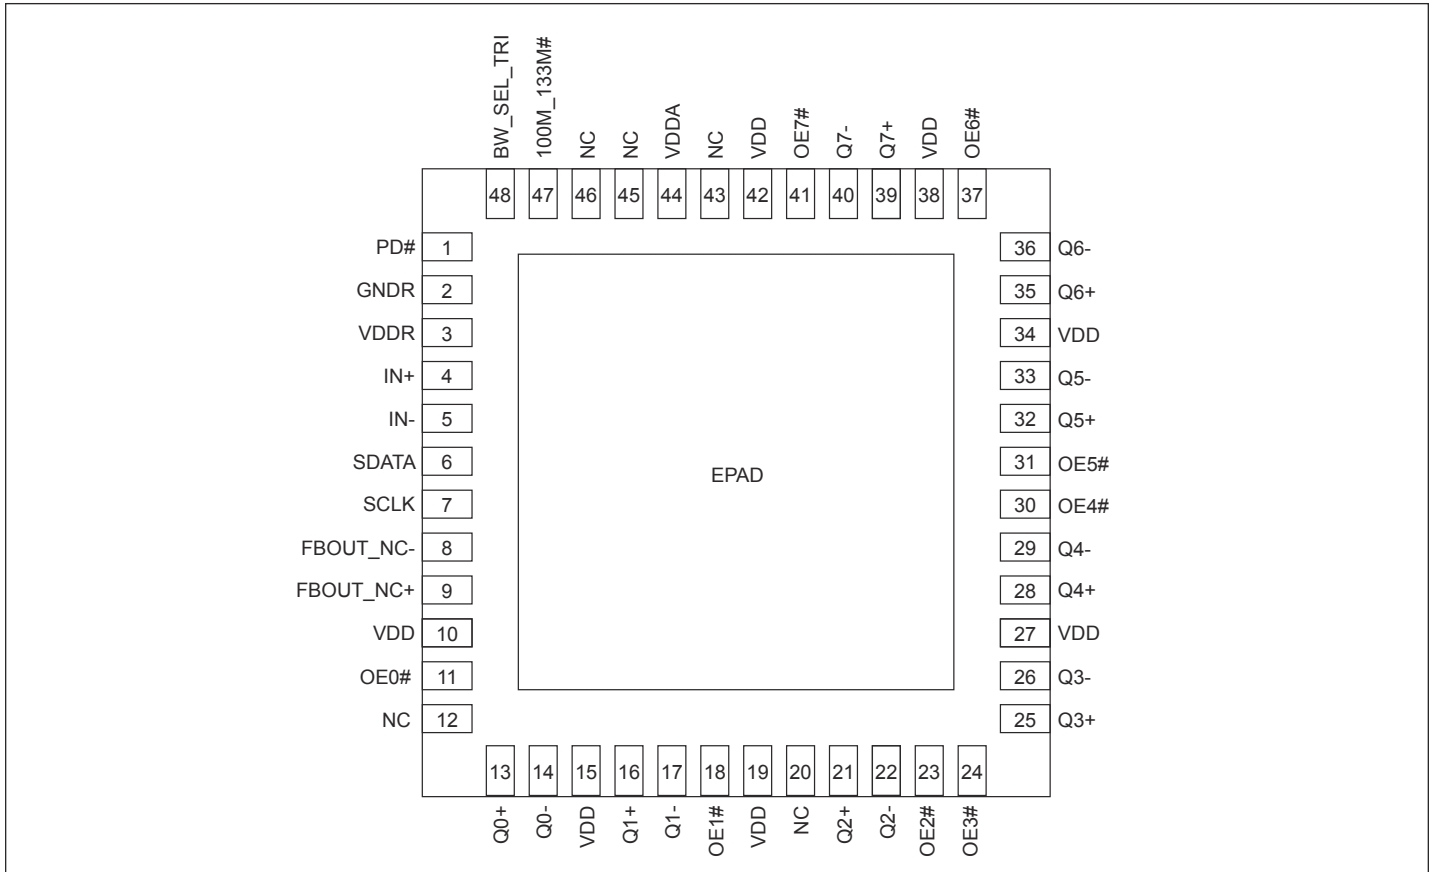 BW_SEL_TRI
100M_133M#
NC
NC
VDDA
NC
VDD
OE7#
Q7-
Q7+
VDD
OE6#
48 47 46 45 44 43 42 41 40 39 38 37
PD# 1
GNDR 2
VDDR 3
IN+ 4
IN- 5
SDATA 6
SCLK 7
FBOUT_NC- 8
FBOUT_NC+ 9
VDD 10
OE0# 11
NC 12
EPAD
36 Q6-
35 Q6+
34 VDD
33 Q5-
32 Q5+
31 OE5#
30 OE4#
29 Q4-
28 Q4+
27 VDD
26 Q3-
25 Q3+
13 14 15 16 17 18 19 20 21 22 23 24
Q0+
Q0-
VDD
Q1+
Q1-
OE1#
VDD
NC
Q2+
Q2-
OE2#
OE3#